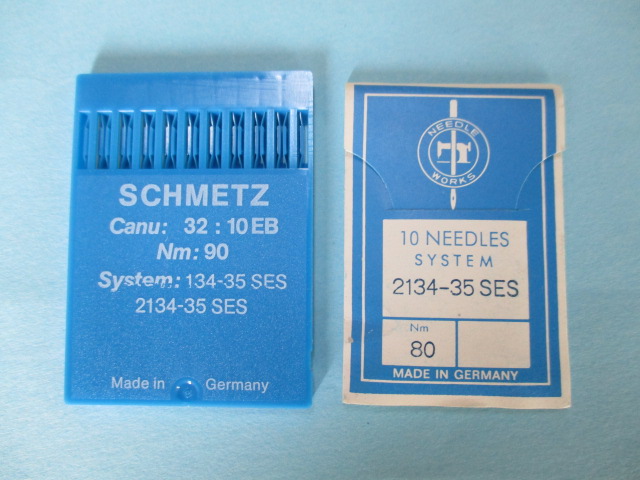 SCHMETZ
Canu: 32 : 10 EB
Nm: 90
System: 134-35 SES
2134-35 SES
Made in Germany
NEEDLE
WORKS
10 NEEDLES
SYSTEM
2134-35 SES
Nm
80
MADE IN GERMANY